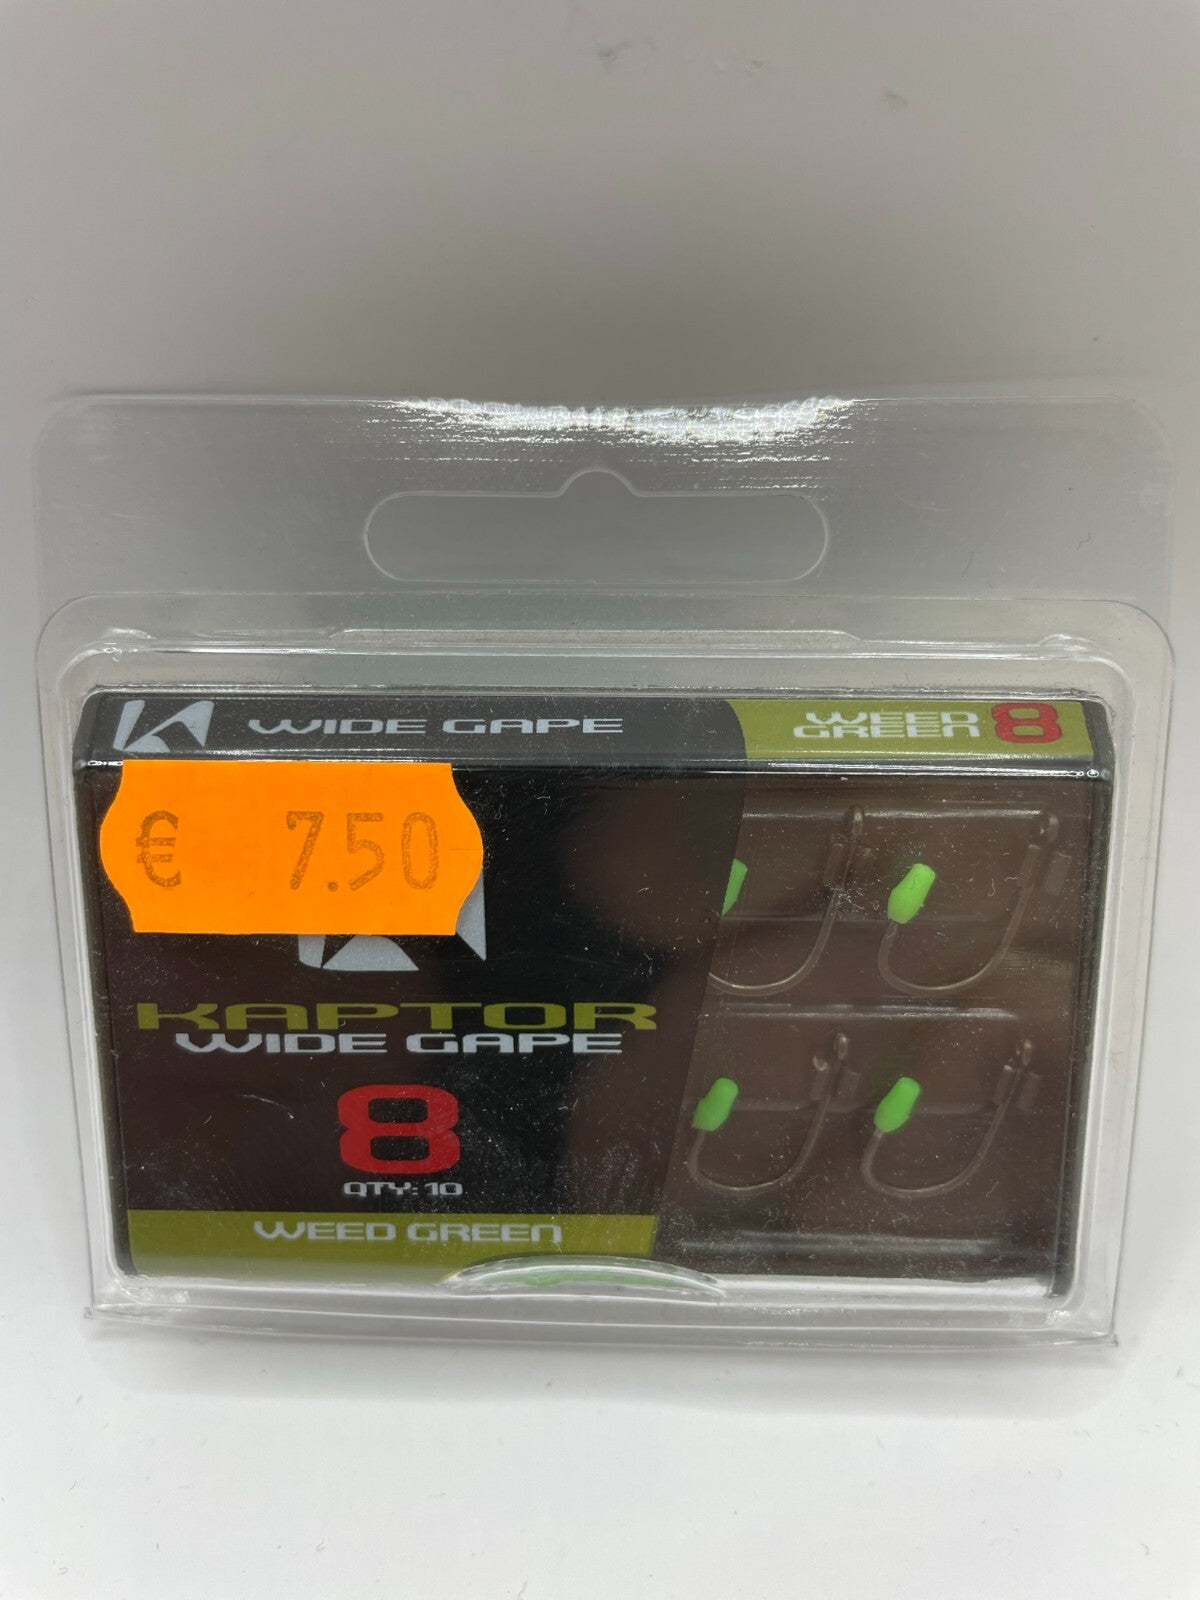 WIDE GAPE
WEED
GREEN 8
€ 7.50
KAPTOR
WIDE GAPE
8
QTY: 10
WEED GREEN